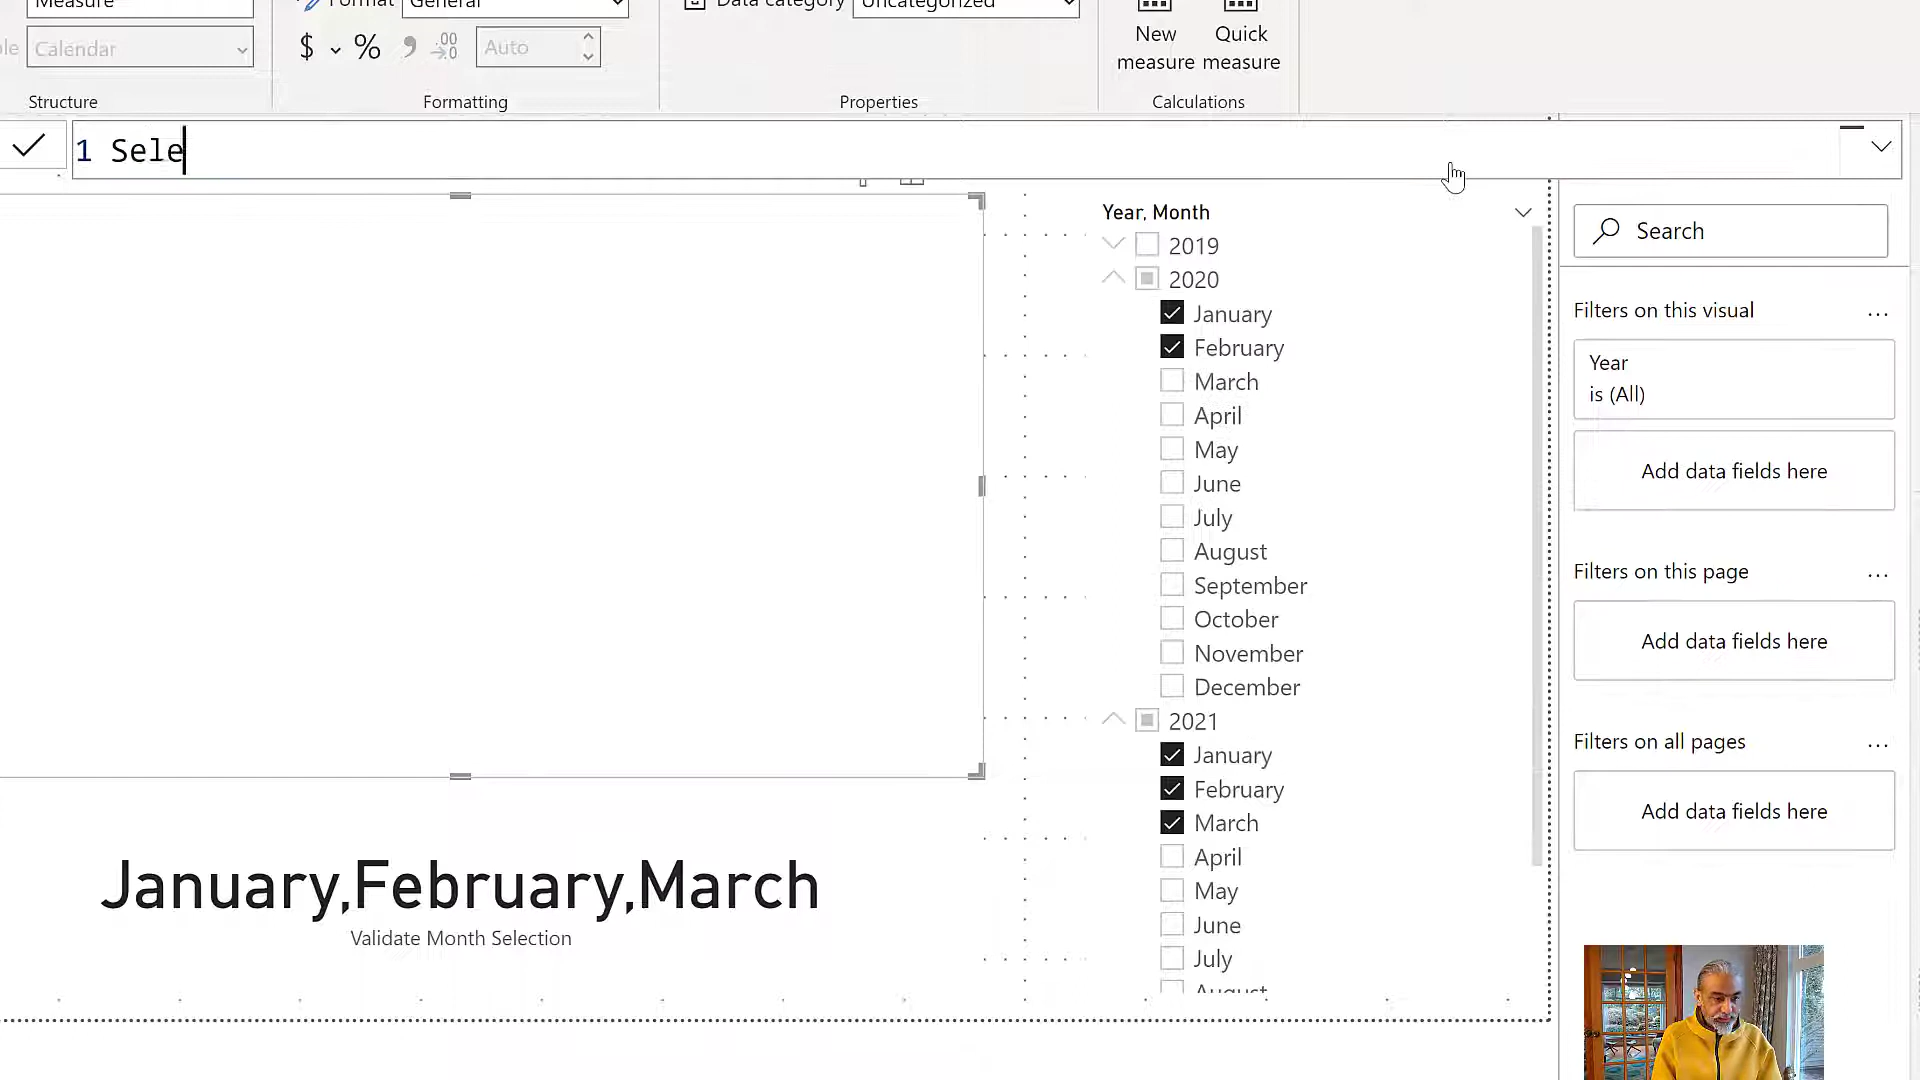 Measure
Format General
Data category Uncategorized
Calendar
$ % Auto
New measure
Quick measure
Structure
Formatting
Properties
Calculations
1 Sele
Year, Month
2019
2020
January
February
March
April
May
June
July
August
September
October
November
December
2021
January
February
March
April
May
June
July
August
Search
Filters on this visual ...
Year
is (All)
Add data fields here
Filters on this page ...
Add data fields here
Filters on all pages ...
Add data fields here
January,February,March
Validate Month Selection